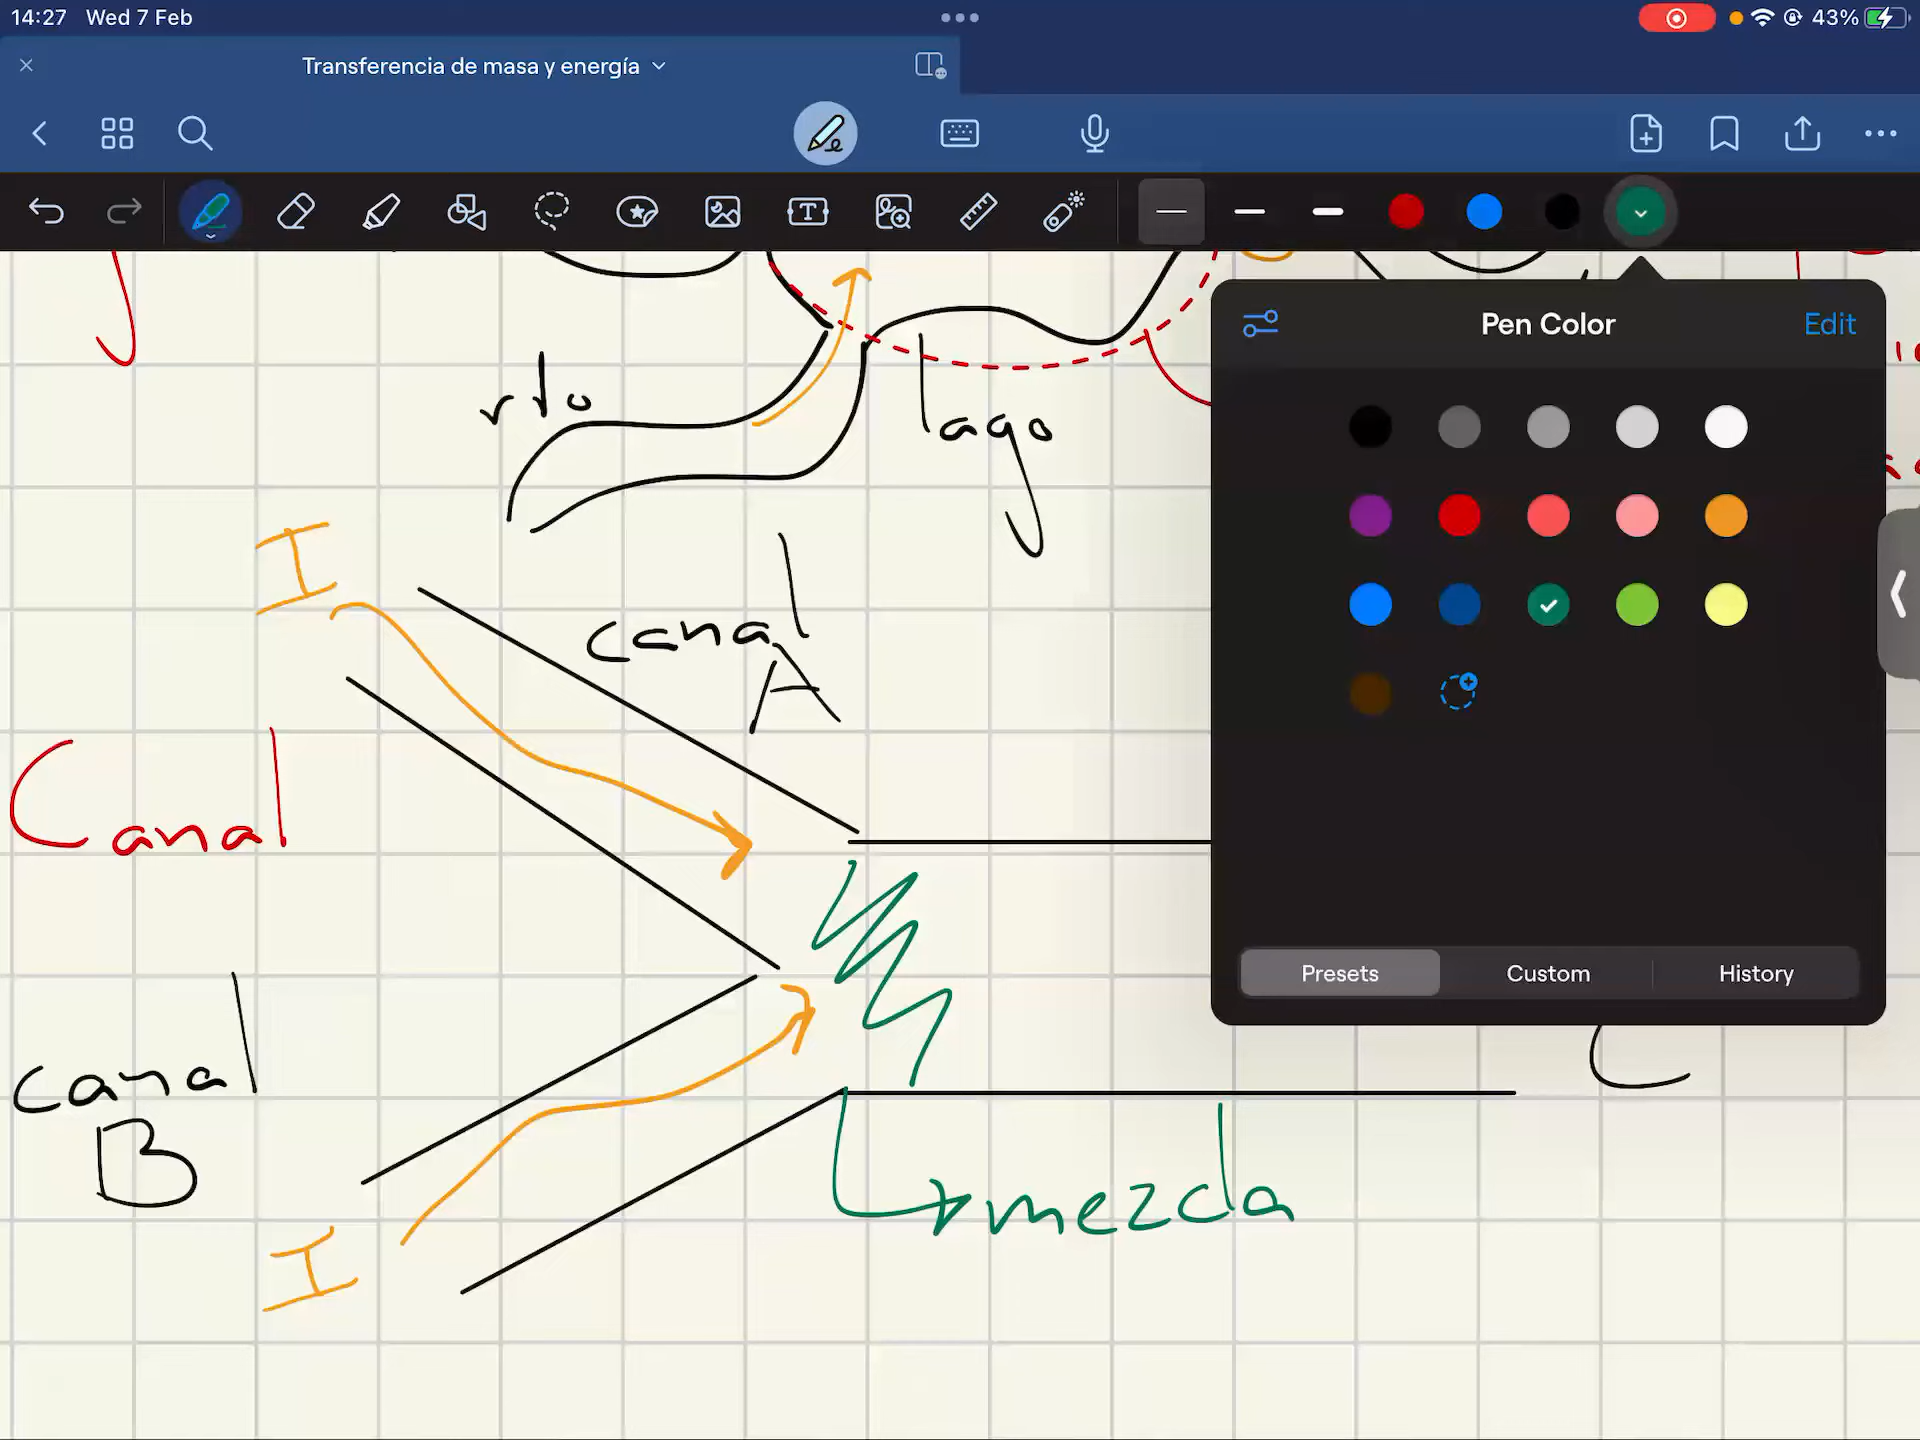 14:27 Wed 7 Feb
43%
Transferencia de masa y energía
T
Pen Color
Edit
río
lago
I
canal
A
Canal
Presets
Custom
History
canal
B
mezcla
I